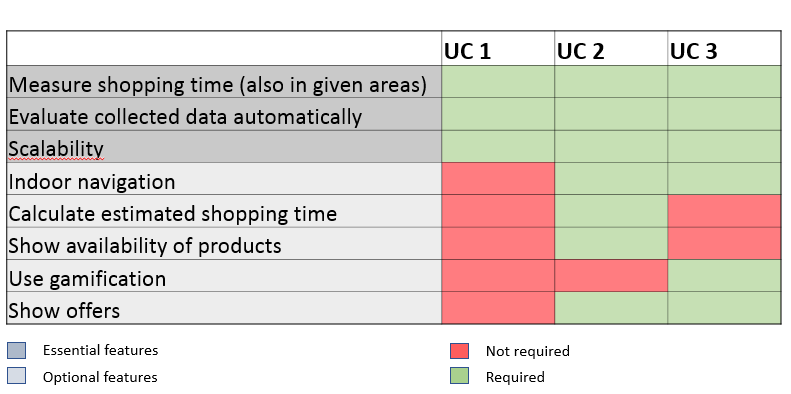 UC 1 UC 2 UC 3
Measure shopping time (also in given areas)
Evaluate collected data automatically
Scalability
Indoor navigation
Calculate estimated shopping time
Show availability of products
Use gamification
Show offers
Essential features Not required
Optional features Required